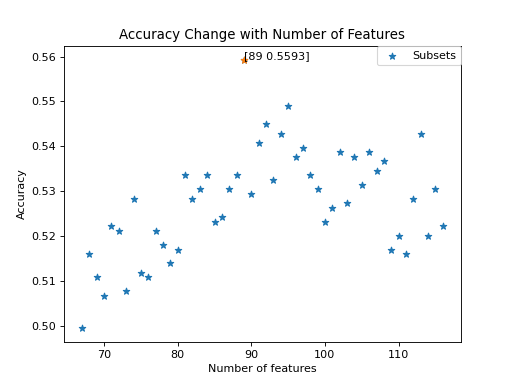 Accuracy Change with Number of Features
[89 0.5593]
Subsets
0.56
0.55
0.54
0.53
0.52
0.51
0.50
Accuracy
70 80 90 100 110
Number of features